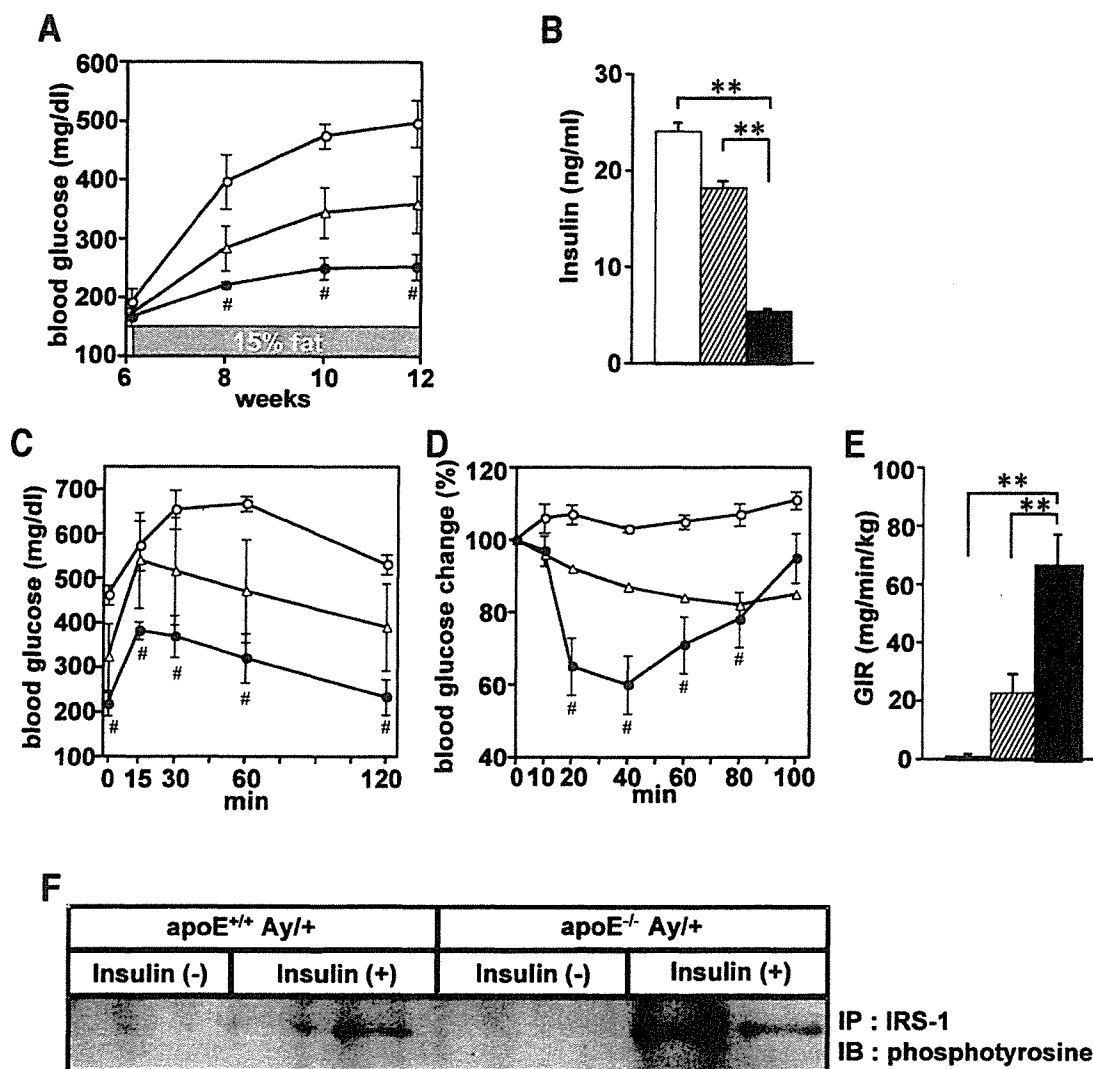 A
blood glucose (mg/dl)
600
500
400
300
200
100
15% fat
6 8 10 12
weeks
#
#
#
B
Insulin (ng/ml)
30
20
10
0
**
**
C
blood glucose (mg/dl)
700
600
500
400
300
200
100
0 15 30 60 120
min
#
#
#
#
#
D
blood glucose change (%)
120
100
80
60
40
0 10 20 40 60 80 100
min
#
#
#
#
E
GIR (mg/min/kg)
100
80
60
40
20
0
**
**
F
apoE+/+ Ay/+ apoE-/- Ay/+
Insulin (-) Insulin (+) Insulin (-) Insulin (+)
IP : IRS-1
IB : phosphotyrosine